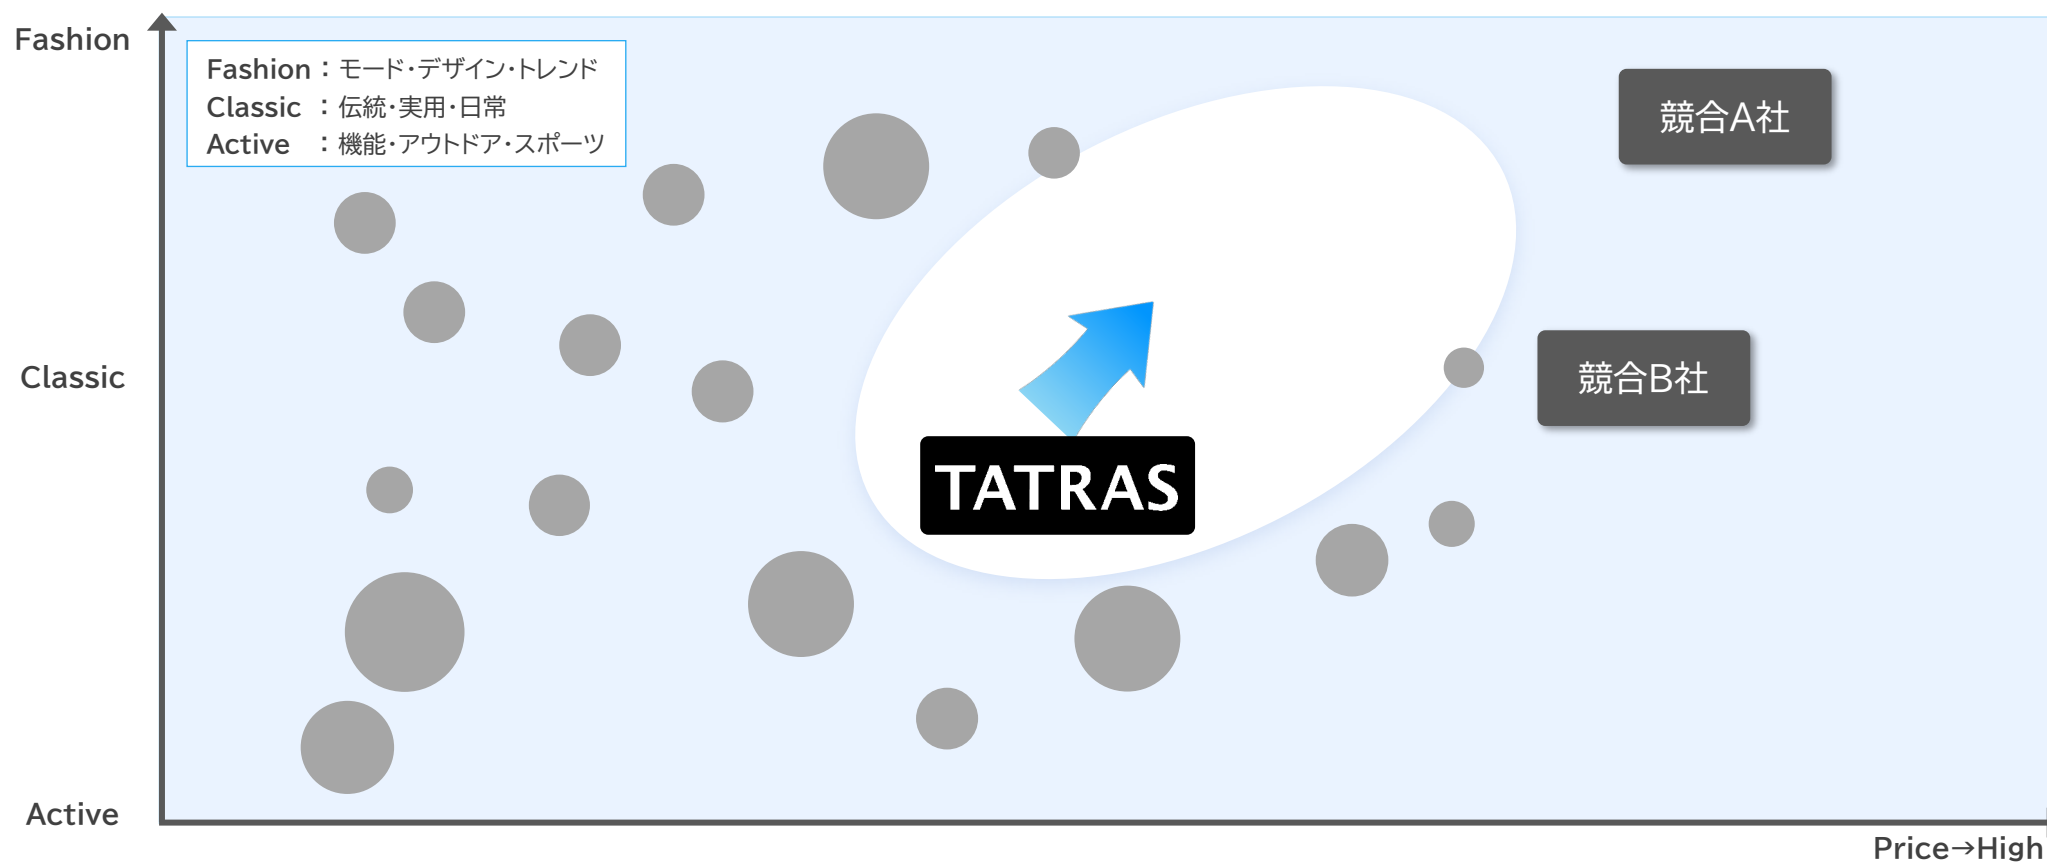 Fashion
Fashion：モード・デザイン・トレンド
Classic ：伝統・実用・日常
Active ：機能・アウトドア・スポーツ
競合A社
Classic
競合B社
TATRAS
Active
Price→High